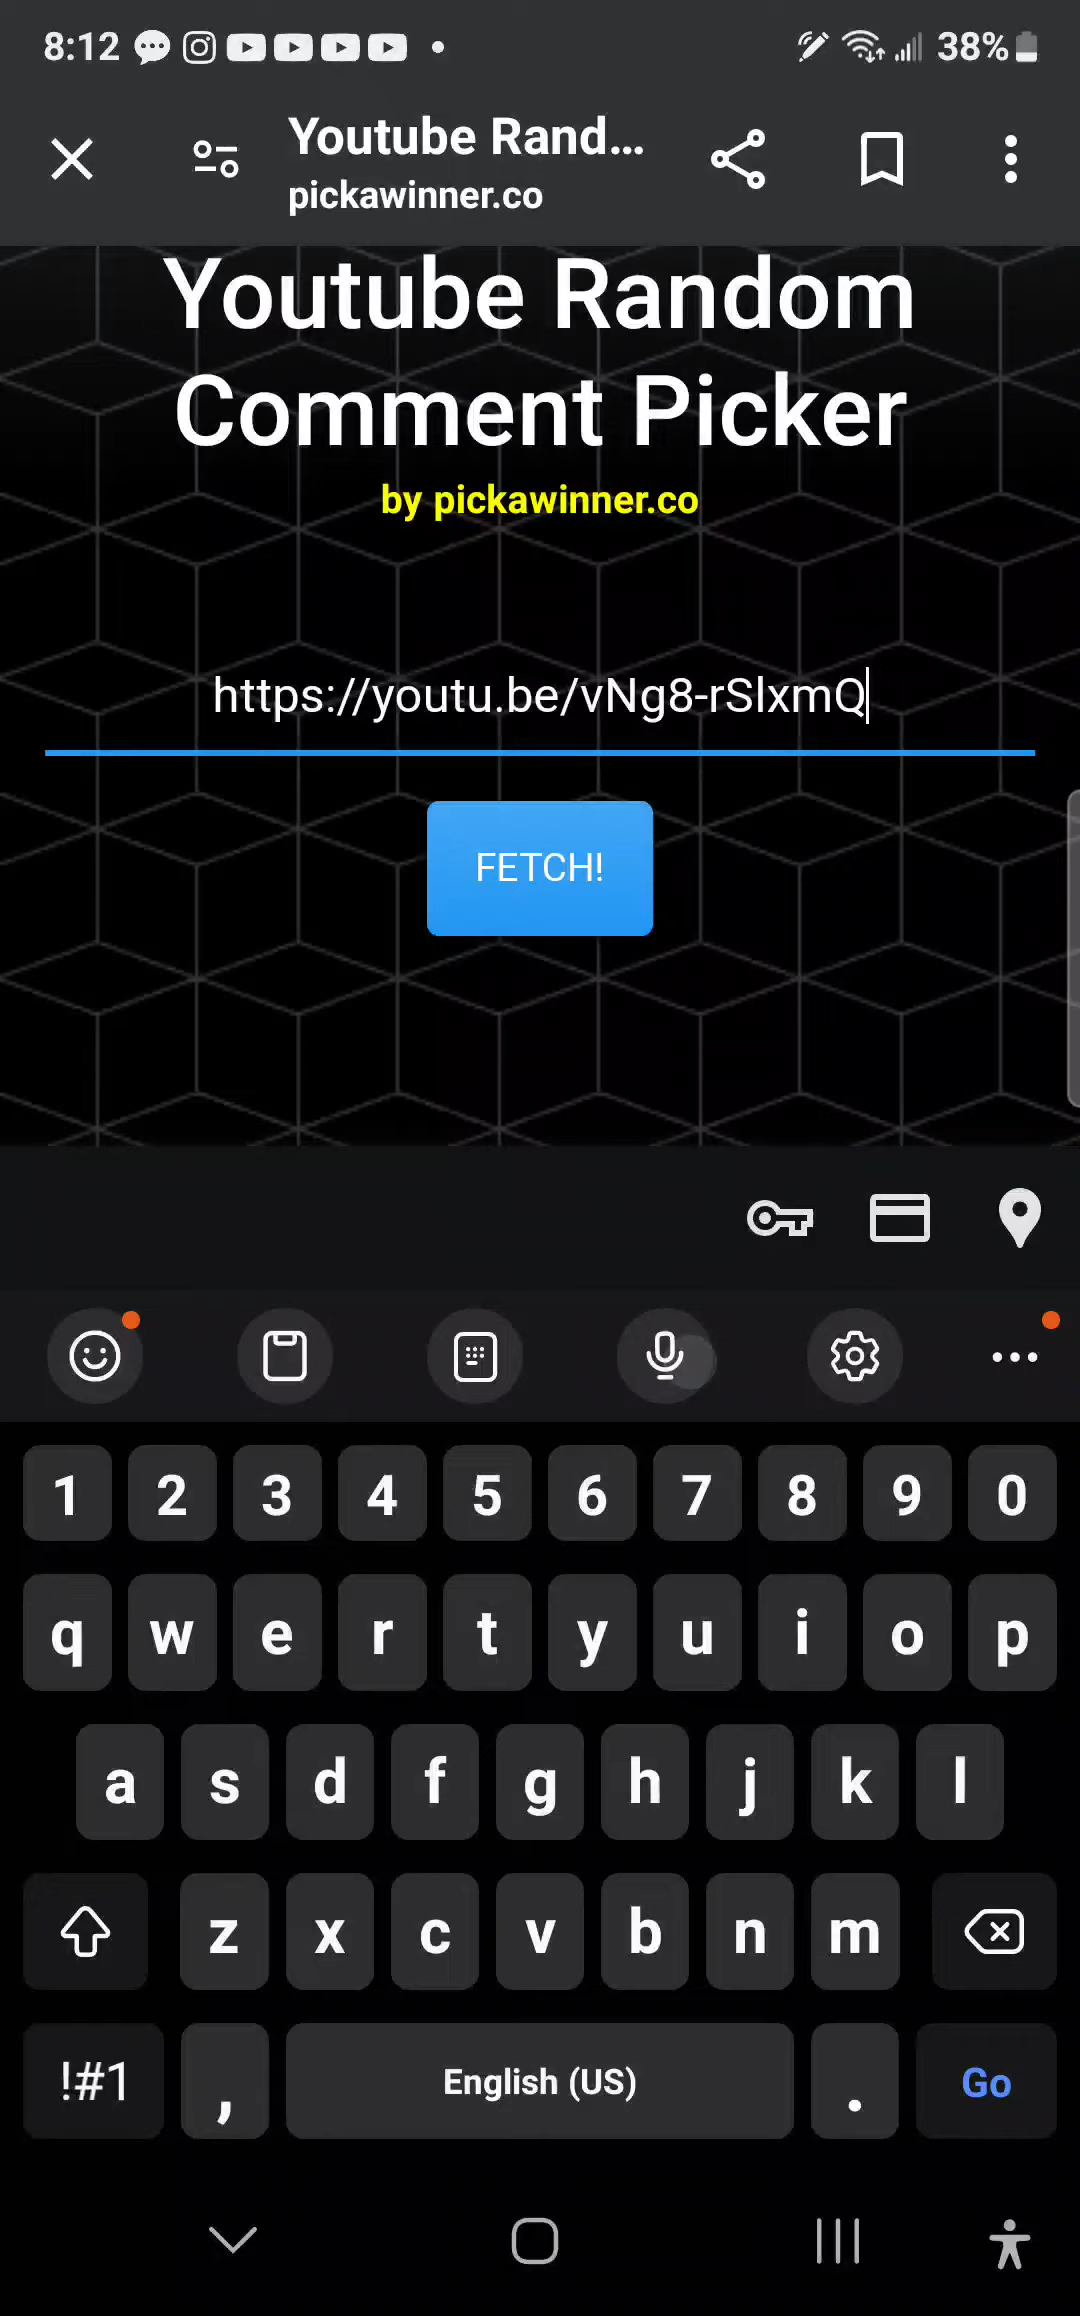 8:12
38%
Youtube Rand...
pickawinner.co
Youtube Random
Comment Picker
by pickawinner.co
https://youtu.be/vNg8-rSlxmQ
FETCH!
1 2 3 4 5 6 7 8 9 0
q w e r t y u i o p
a s d f g h j k l
z x c v b n m
!#1 , English (US) . Go